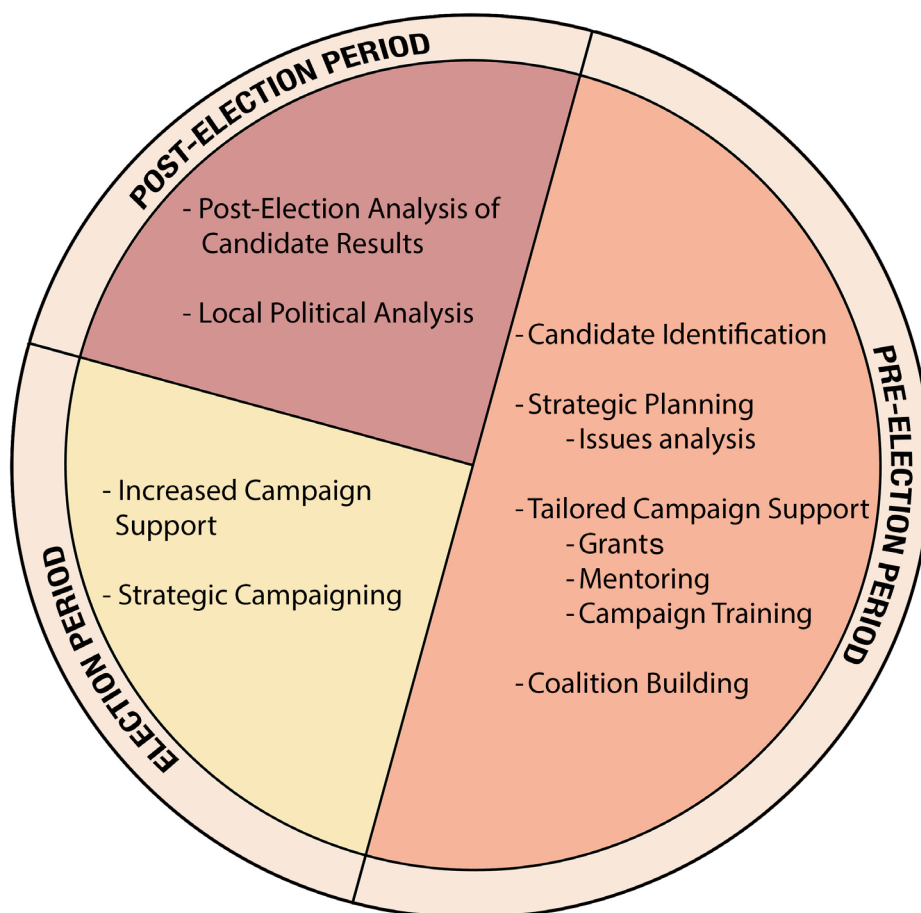 POST-ELECTION PERIOD
- Post-Election Analysis of
Candidate Results
- Local Political Analysis
PRE-ELECTION PERIOD
- Candidate Identification
- Strategic Planning
- Issues analysis
- Tailored Campaign Support
- Grants
- Mentoring
- Campaign Training
- Coalition Building
ELECTION PERIOD
- Increased Campaign
Support
- Strategic Campaigning